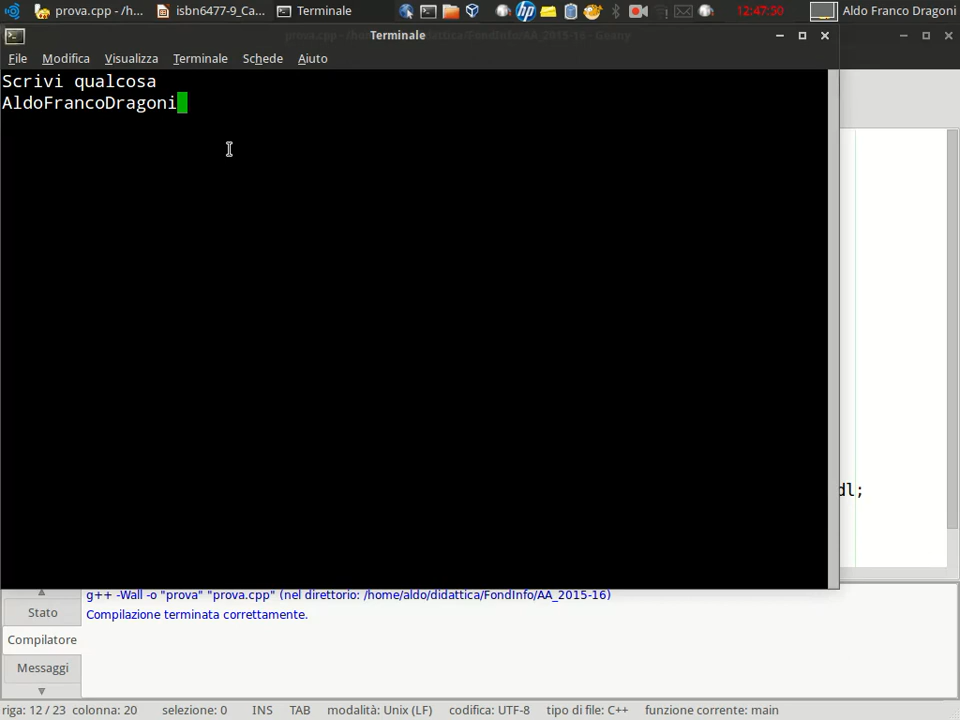 prova.cpp - /h...
isbn6477-9_Ca...
Terminale
12:47:50
Aldo Franco Dragoni
Terminale
File
Modifica
Visualizza
Terminale
Schede
Aiuto
Scrivi qualcosa
AldoFrancoDragoni
dl;
g++ -Wall -o "prova" "prova.cpp" (nel direttorio: /home/aldo/didattica/FondInfo/AA_2015-16)
Compilazione terminata correttamente.
Stato
Compilatore
Messaggi
riga: 12 / 23 colonna: 20 selezione: 0 INS TAB modalità: Unix (LF) codifica: UTF-8 tipo di file: C++ funzione corrente: main